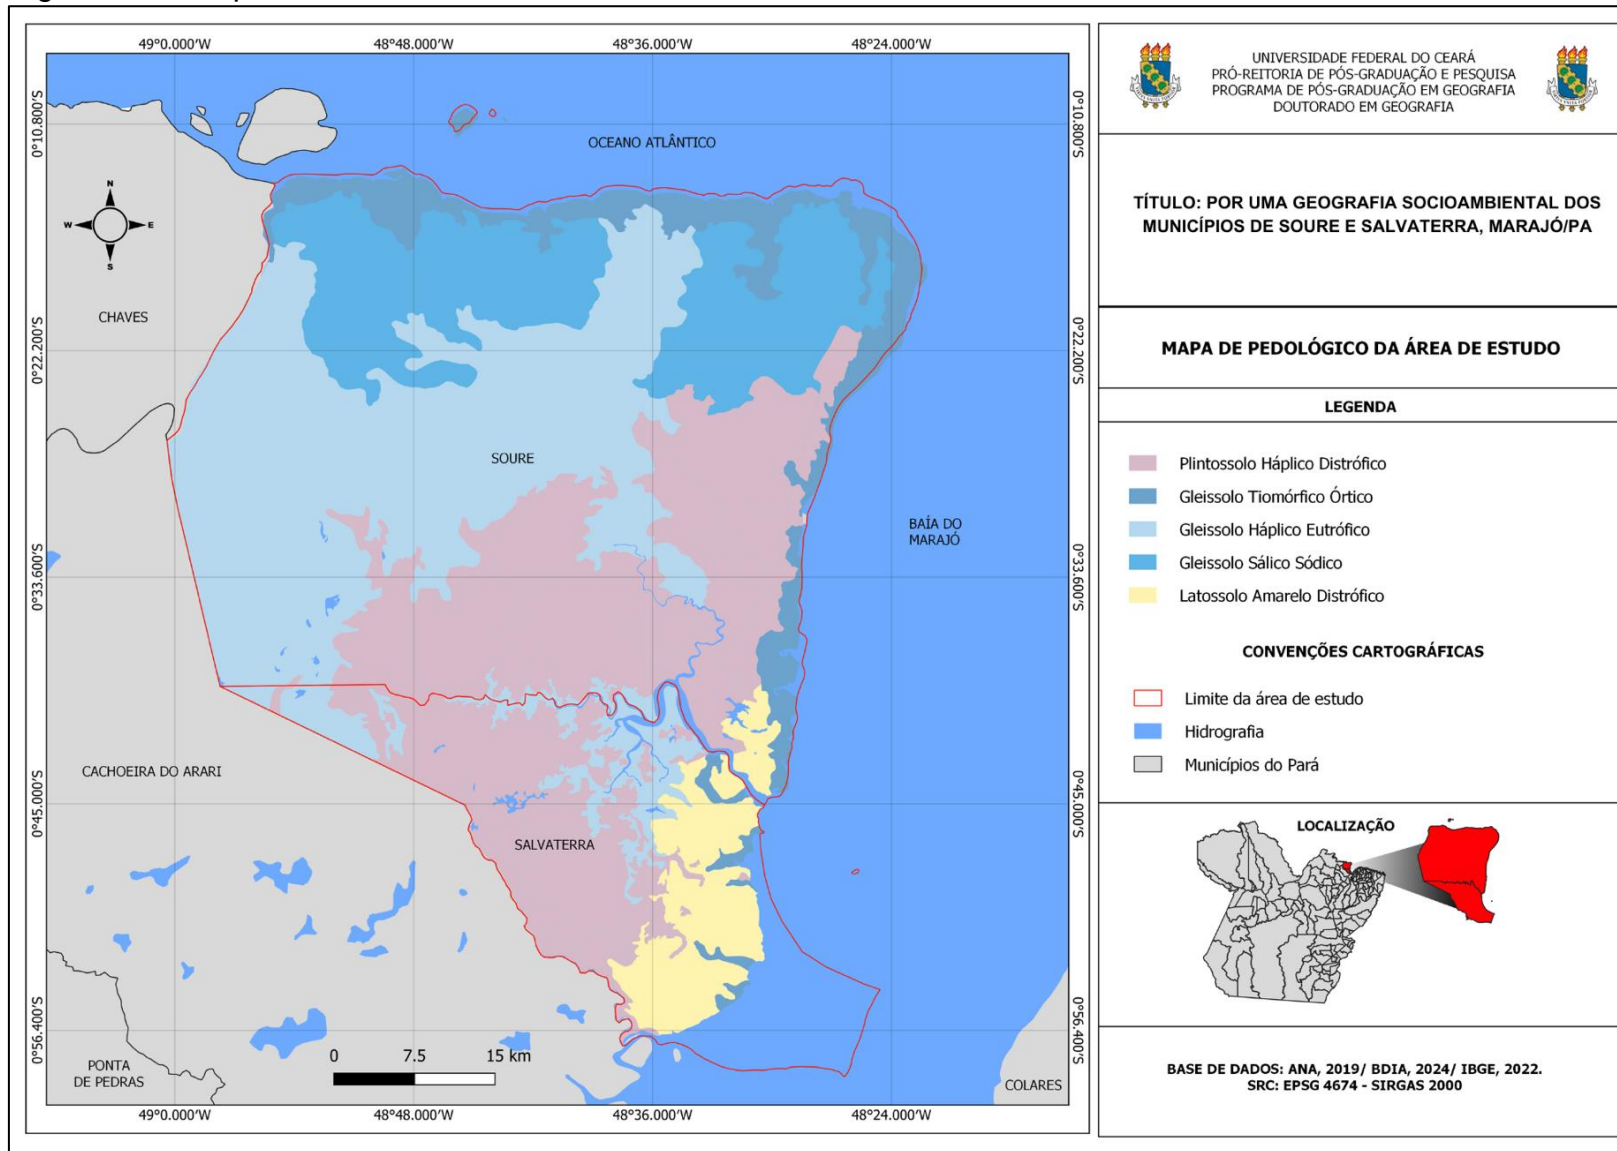 49°0.000'W 48°48.000'W 48°36.000'W 48°24.000'W
0°10.800'S
0°22.200'S
0°33.600'S
0°45.000'S
0°56.400'S
OCEANO ATLÂNTICO
N
W E
S
CHAVES
SOURE
BAÍA DO
MARAJÓ
CACHOEIRA DO ARARI
SALVATERRA
PONTA
DE PEDRAS
0 7.5 15 km
COLARES
0°10.800'S
0°22.200'S
0°33.600'S
0°45.000'S
0°56.400'S
49°0.000'W 48°48.000'W 48°36.000'W 48°24.000'W
UNIVERSIDADE FEDERAL DO CEARÁ
PRÓ-REITORIA DE PÓS-GRADUAÇÃO E PESQUISA
PROGRAMA DE PÓS-GRADUAÇÃO EM GEOGRAFIA
DOUTORADO EM GEOGRAFIA
TÍTULO: POR UMA GEOGRAFIA SOCIOAMBIENTAL DOS
MUNICÍPIOS DE SOURE E SALVATERRA, MARAJÓ/PA
MAPA DE PEDOLÓGICO DA ÁREA DE ESTUDO
LEGENDA
Plintossolo Háplico Distrófico
Gleissolo Tiomórfico Órtico
Gleissolo Háplico Eutrófico
Gleissolo Sálico Sódico
Latossolo Amarelo Distrófico
CONVENÇÕES CARTOGRÁFICAS
Limite da área de estudo
Hidrografia
Municípios do Pará
LOCALIZAÇÃO
BASE DE DADOS: ANA, 2019/ BDIA, 2024/ IBGE, 2022.
SRC: EPSG 4674 - SIRGAS 2000